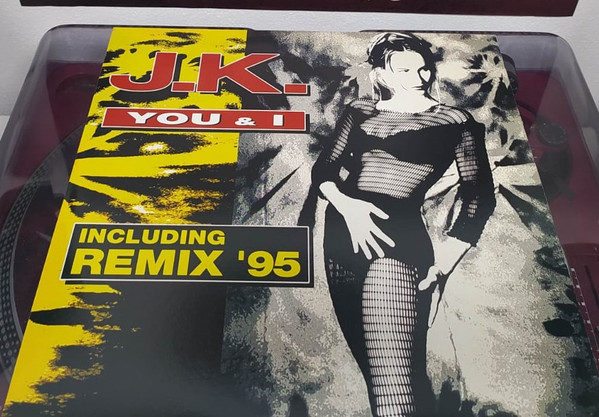 J.K.
YOU & I
INCLUDING
REMIX '95